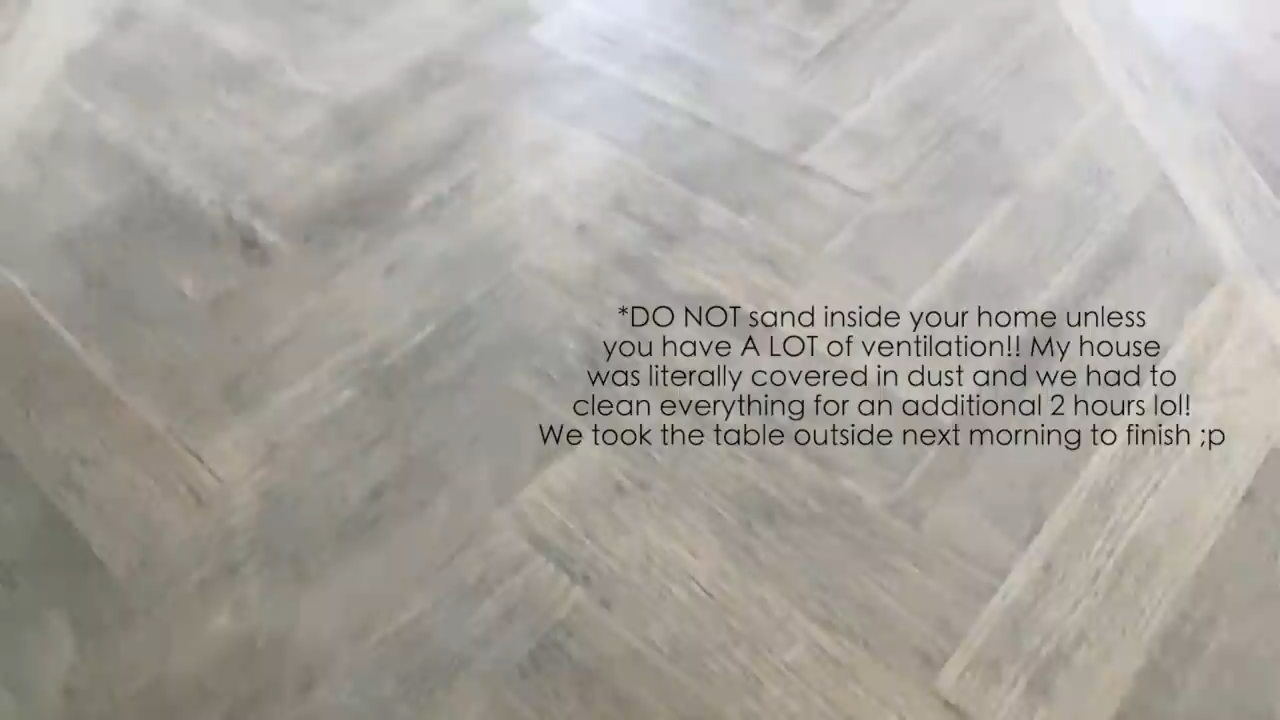 *DO NOT sand inside your home unless
you have A LOT of ventilation!! My house
was literally covered in dust and we had to
clean everything for an additional 2 hours lol!
We took the table outside next morning to finish ;p